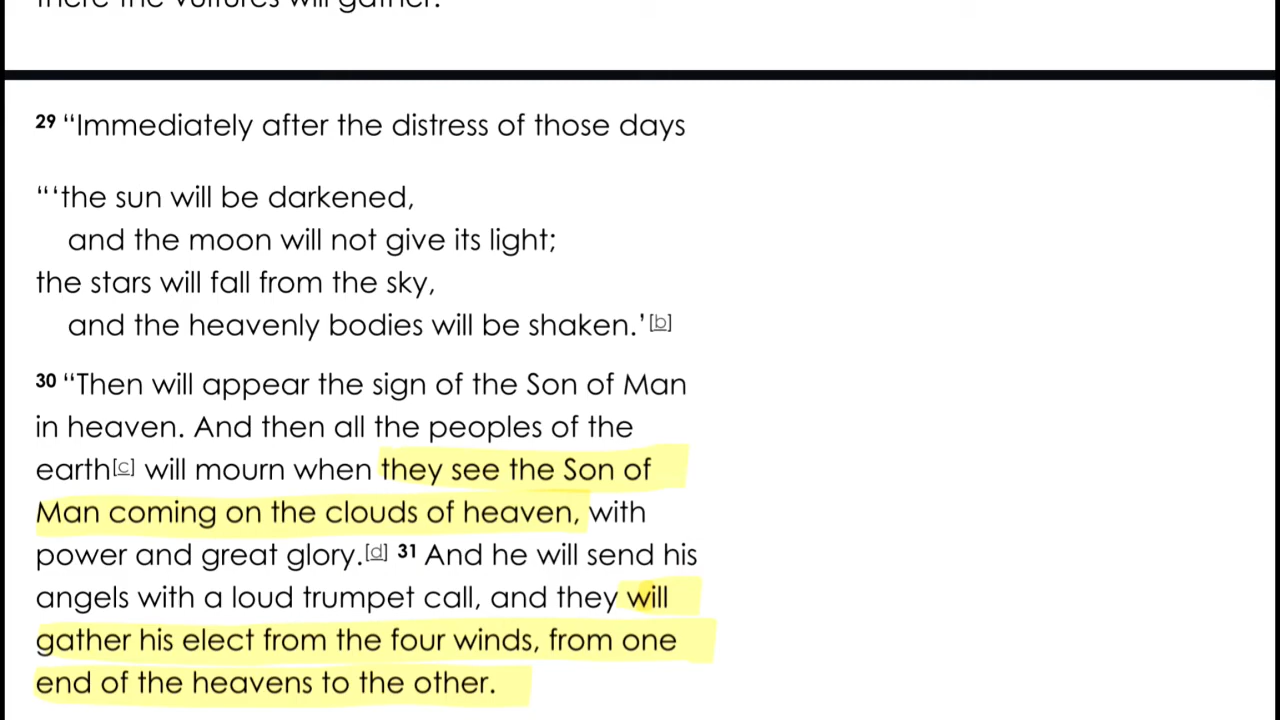 there the vultures will gather.
29 “Immediately after the distress of those days
“‘the sun will be darkened,
and the moon will not give its light;
the stars will fall from the sky,
and the heavenly bodies will be shaken.’[b]
30 “Then will appear the sign of the Son of Man
in heaven. And then all the peoples of the
earth[c] will mourn when they see the Son of
Man coming on the clouds of heaven, with
power and great glory.[d] 31 And he will send his
angels with a loud trumpet call, and they will
gather his elect from the four winds, from one
end of the heavens to the other.